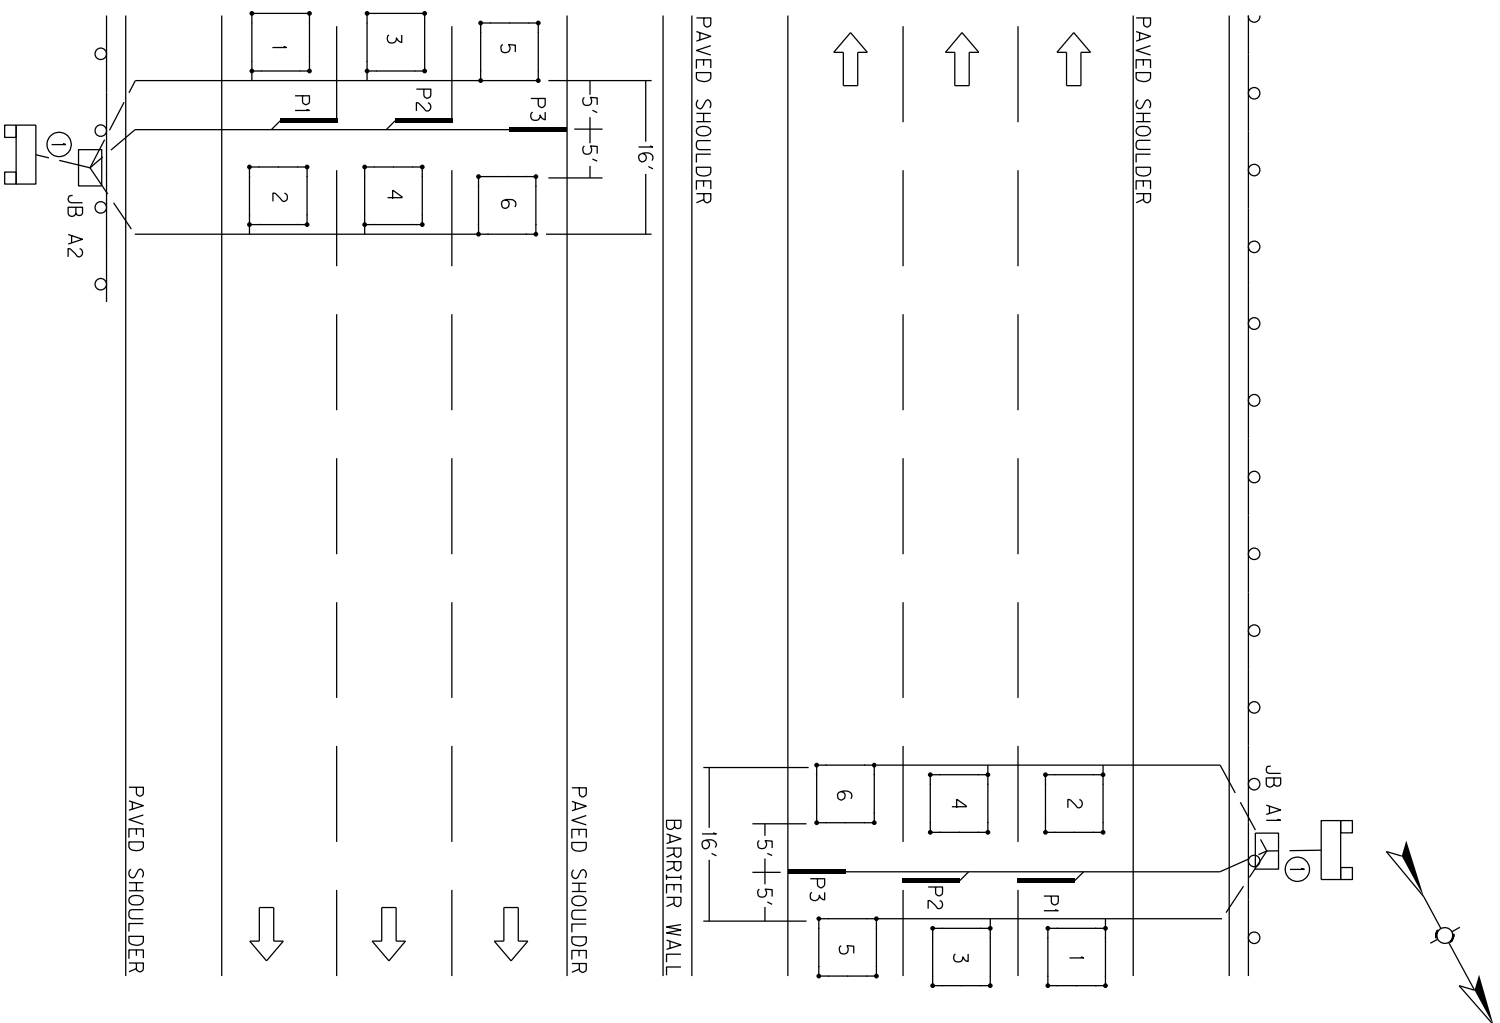 PAVED SHOULDER
PAVED SHOULDER
1
3
5
P1
P2
P3
5'
5'
16'
1
JB A2
2
4
6
PAVED SHOULDER
PAVED SHOULDER
BARRIER WALL
6
4
2
JB A1
1
16'
5'
5'
P3
P2
P1
5
3
1